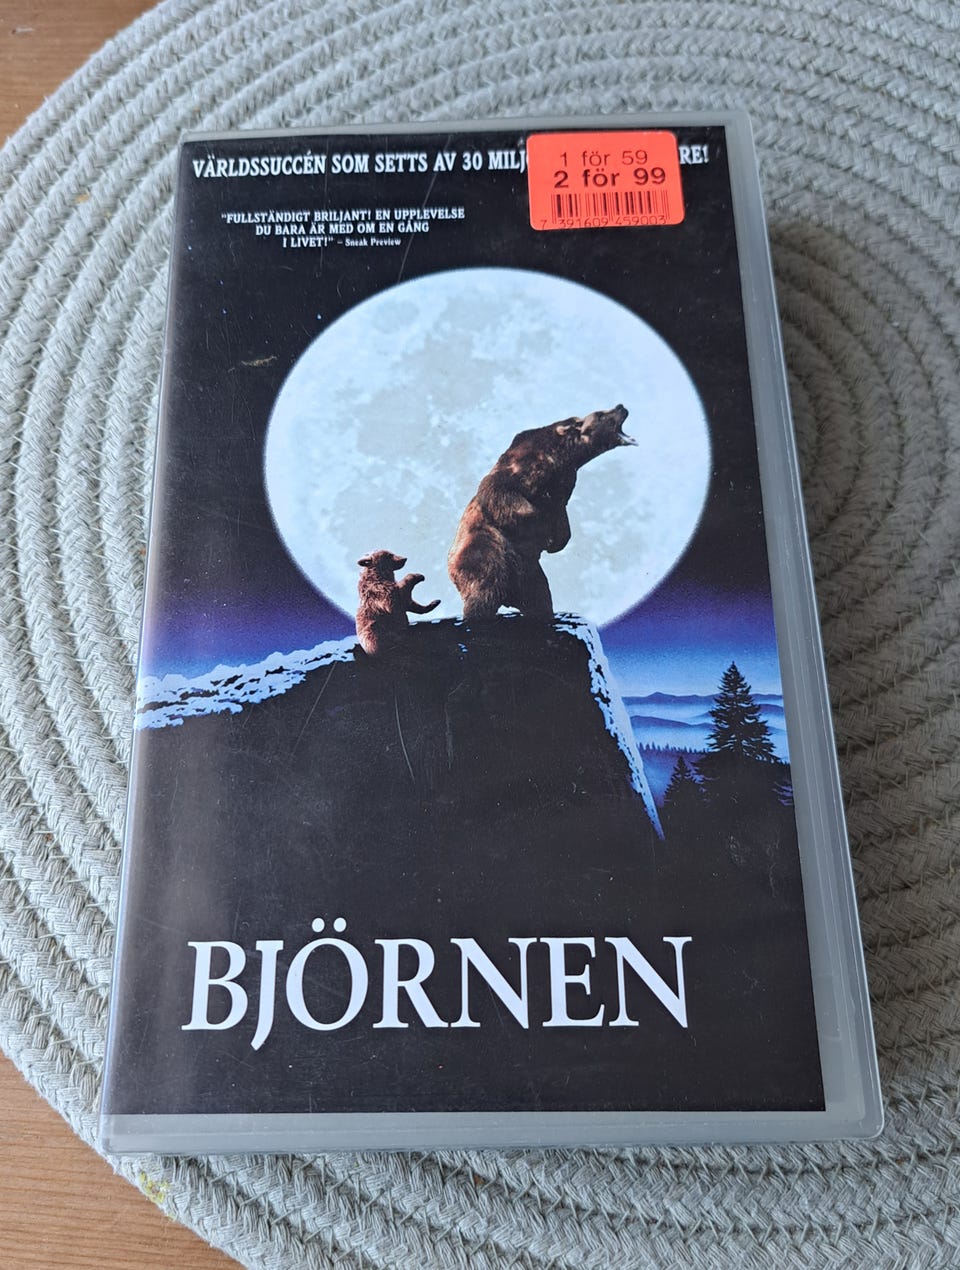 VÄRLDSSUCCÉN SOM SETTS AV 30 RE!
1 för 59
2 för 99
7 391609 459003
"FULLSTÄNDIGT BRILJANT! EN UPPLEVELSE
DU BARA ÄR MED OM EN GÅNG
I LIVET!" – Sneak Preview
BJÖRNEN